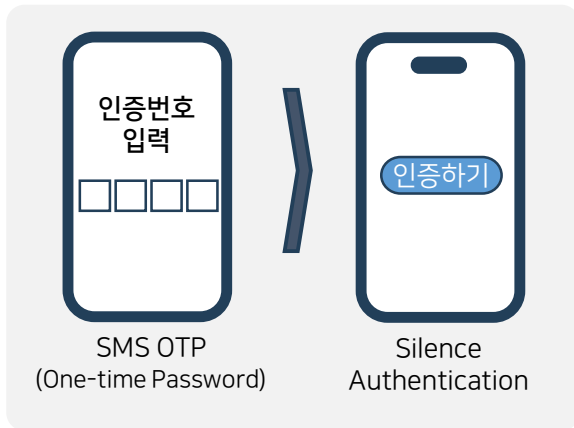 인증번호
입력
인증하기
SMS OTP
(One-time Password)
Silence
Authentication